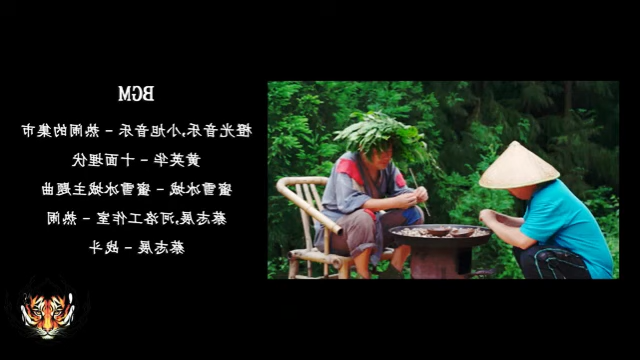 BGM
橙光音乐,小旭音乐 - 热闹的集市
黄英华 - 十面埋伏
蜜雪冰城 - 蜜雪冰城主题曲
蔡志展,河洛工作室 - 热闹
蔡志展 - 战斗